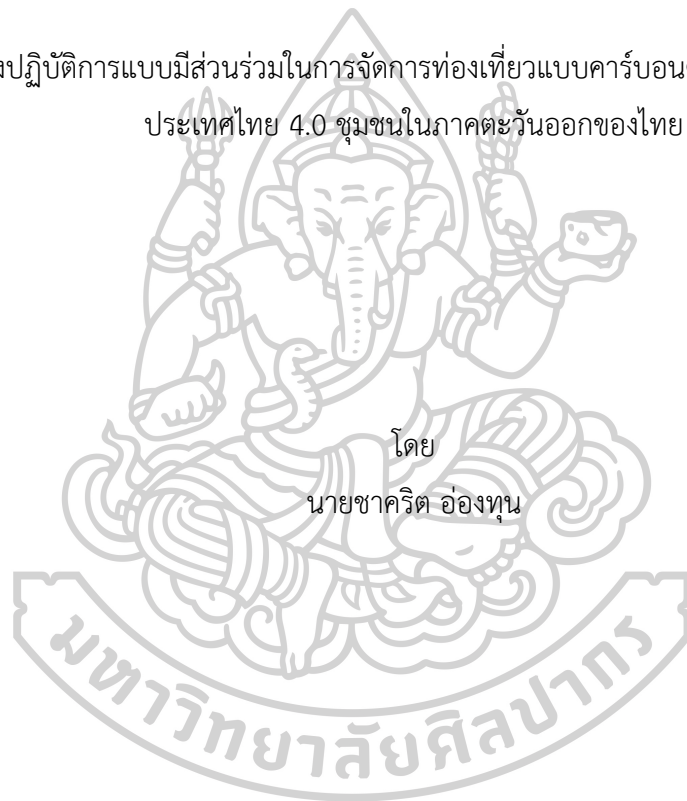 งปฏิบัติการแบบมีส่วนร่วมในการจัดการท่องเที่ยวแบบคาร์บอน
ประเทศไทย 4.0 ชุมชนในภาคตะวันออกของไทย
โดย
นายชาคริต อ่องทุน
มหาวิทยาลัยศิลปากร